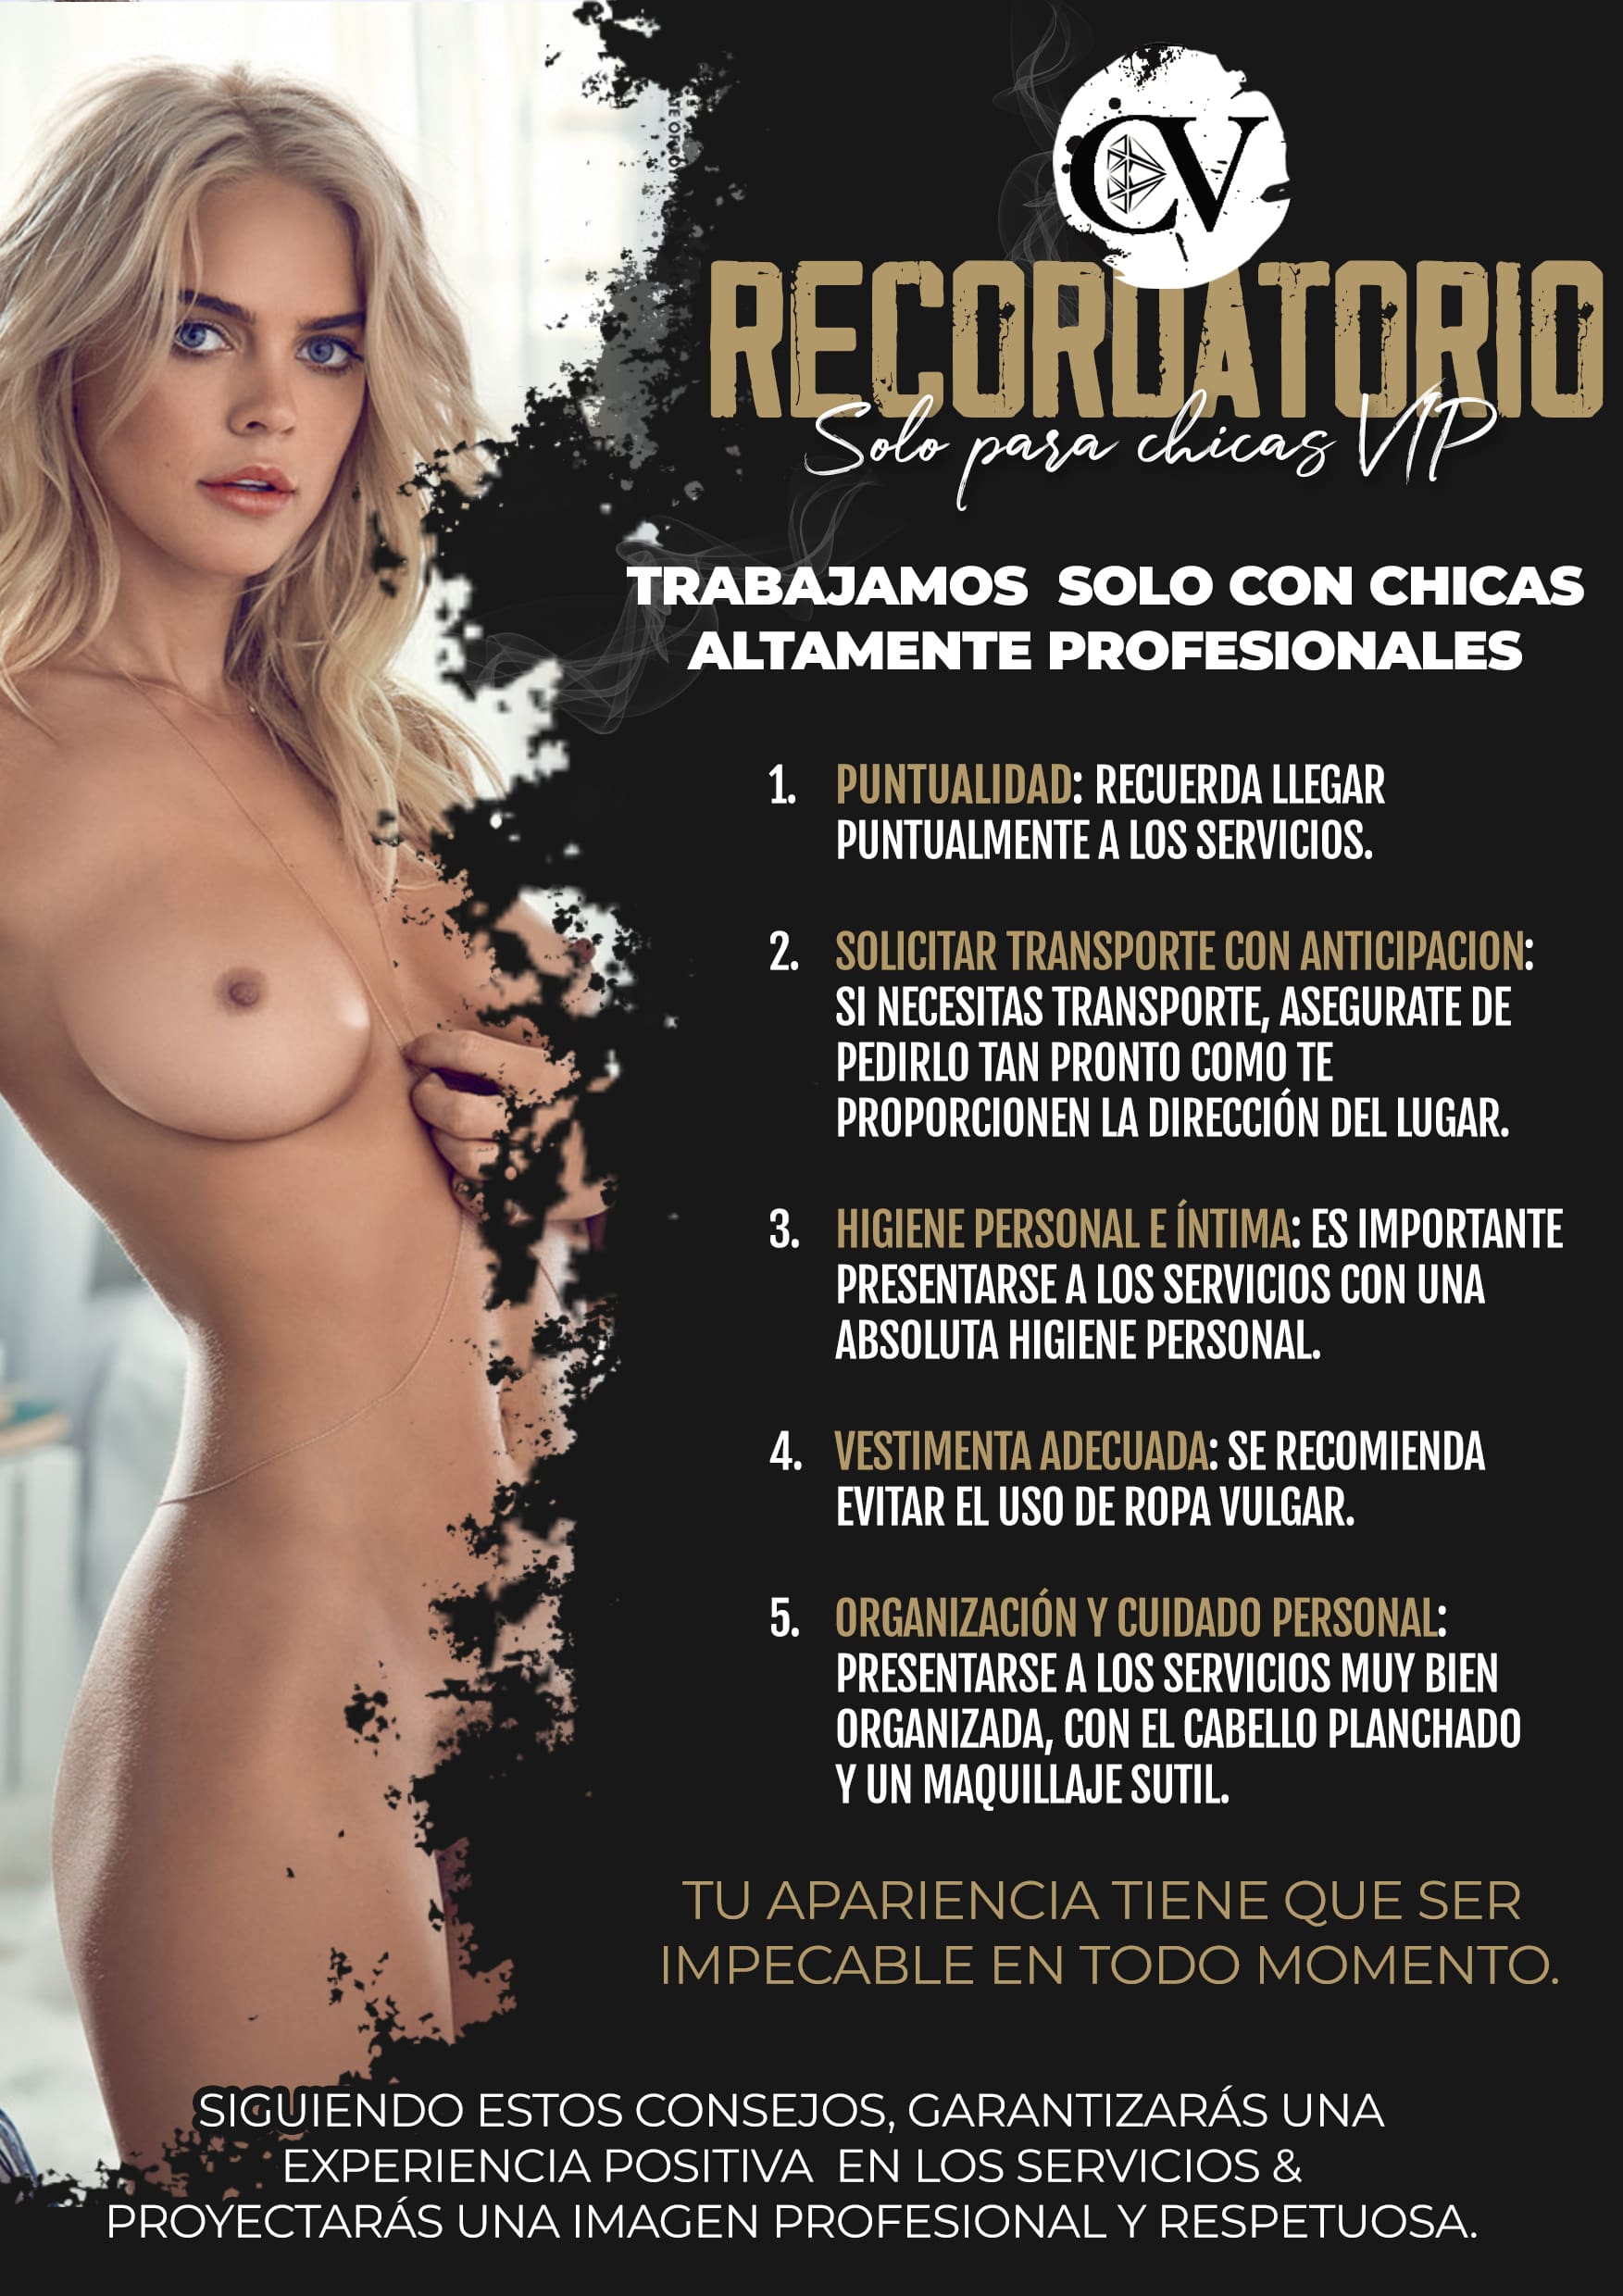 CV
RECORDATORIO
Solo para chicas VIP
TRABAJAMOS SOLO CON CHICAS
ALTAMENTE PROFESIONALES
1. PUNTUALIDAD: RECUERDA LLEGAR
PUNTUALMENTE A LOS SERVICIOS.
2. SOLICITAR TRANSPORTE CON ANTICIPACION:
SI NECESITAS TRANSPORTE, ASEGURATE DE
PEDIRLO TAN PRONTO COMO TE
PROPORCIONEN LA DIRECCIÓN DEL LUGAR.
3. HIGIENE PERSONAL E ÍNTIMA: ES IMPORTANTE
PRESENTARSE A LOS SERVICIOS CON UNA
ABSOLUTA HIGIENE PERSONAL.
4. VESTIMENTA ADECUADA: SE RECOMIENDA
EVITAR EL USO DE ROPA VULGAR.
5. ORGANIZACIÓN Y CUIDADO PERSONAL:
PRESENTARSE A LOS SERVICIOS MUY BIEN
ORGANIZADA, CON EL CABELLO PLANCHADO
Y UN MAQUILLAJE SUTIL.
TU APARIENCIA TIENE QUE SER
IMPECABLE EN TODO MOMENTO.
SIGUIENDO ESTOS CONSEJOS, GARANTIZARÁS UNA
EXPERIENCIA POSITIVA EN LOS SERVICIOS &
PROYECTARÁS UNA IMAGEN PROFESIONAL Y RESPETUOSA.